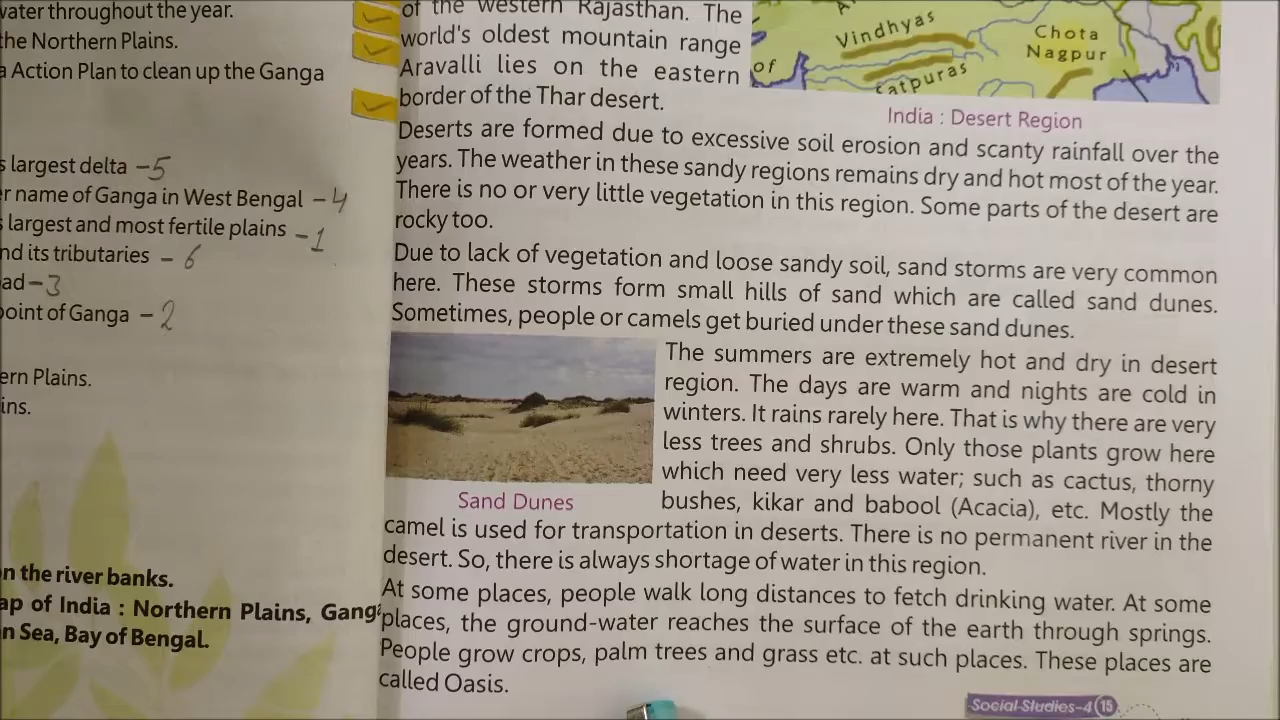 water throughout the year.
the Northern Plains.
a Action Plan to clean up the Ganga
s largest delta -5
er name of Ganga in West Bengal -4
s largest and most fertile plains -1
nd its tributaries - 6
ad-3
point of Ganga -2
ern Plains.
ins.
n the river banks.
ap of India : Northern Plains, Gang
n Sea, Bay of Bengal.
of the western Rajasthan. The
world's oldest mountain range
Aravalli lies on the eastern
border of the Thar desert.
of
Vindhyas
Satpuras
Chota
Nagpur
India : Desert Region
Deserts are formed due to excessive soil erosion and scanty rainfall over the
years. The weather in these sandy regions remains dry and hot most of the year.
There is no or very little vegetation in this region. Some parts of the desert are
rocky too.
Due to lack of vegetation and loose sandy soil, sand storms are very common
here. These storms form small hills of sand which are called sand dunes.
Sometimes, people or camels get buried under these sand dunes.
The summers are extremely hot and dry in desert
region. The days are warm and nights are cold in
winters. It rains rarely here. That is why there are very
less trees and shrubs. Only those plants grow here
which need very less water; such as cactus, thorny
Sand Dunes
bushes, kikar and babool (Acacia), etc. Mostly the
camel is used for transportation in deserts. There is no permanent river in the
desert. So, there is always shortage of water in this region.
At some places, people walk long distances to fetch drinking water. At some
places, the ground-water reaches the surface of the earth through springs.
People grow crops, palm trees and grass etc. at such places. These places are
called Oasis.
Social Studies-4 15